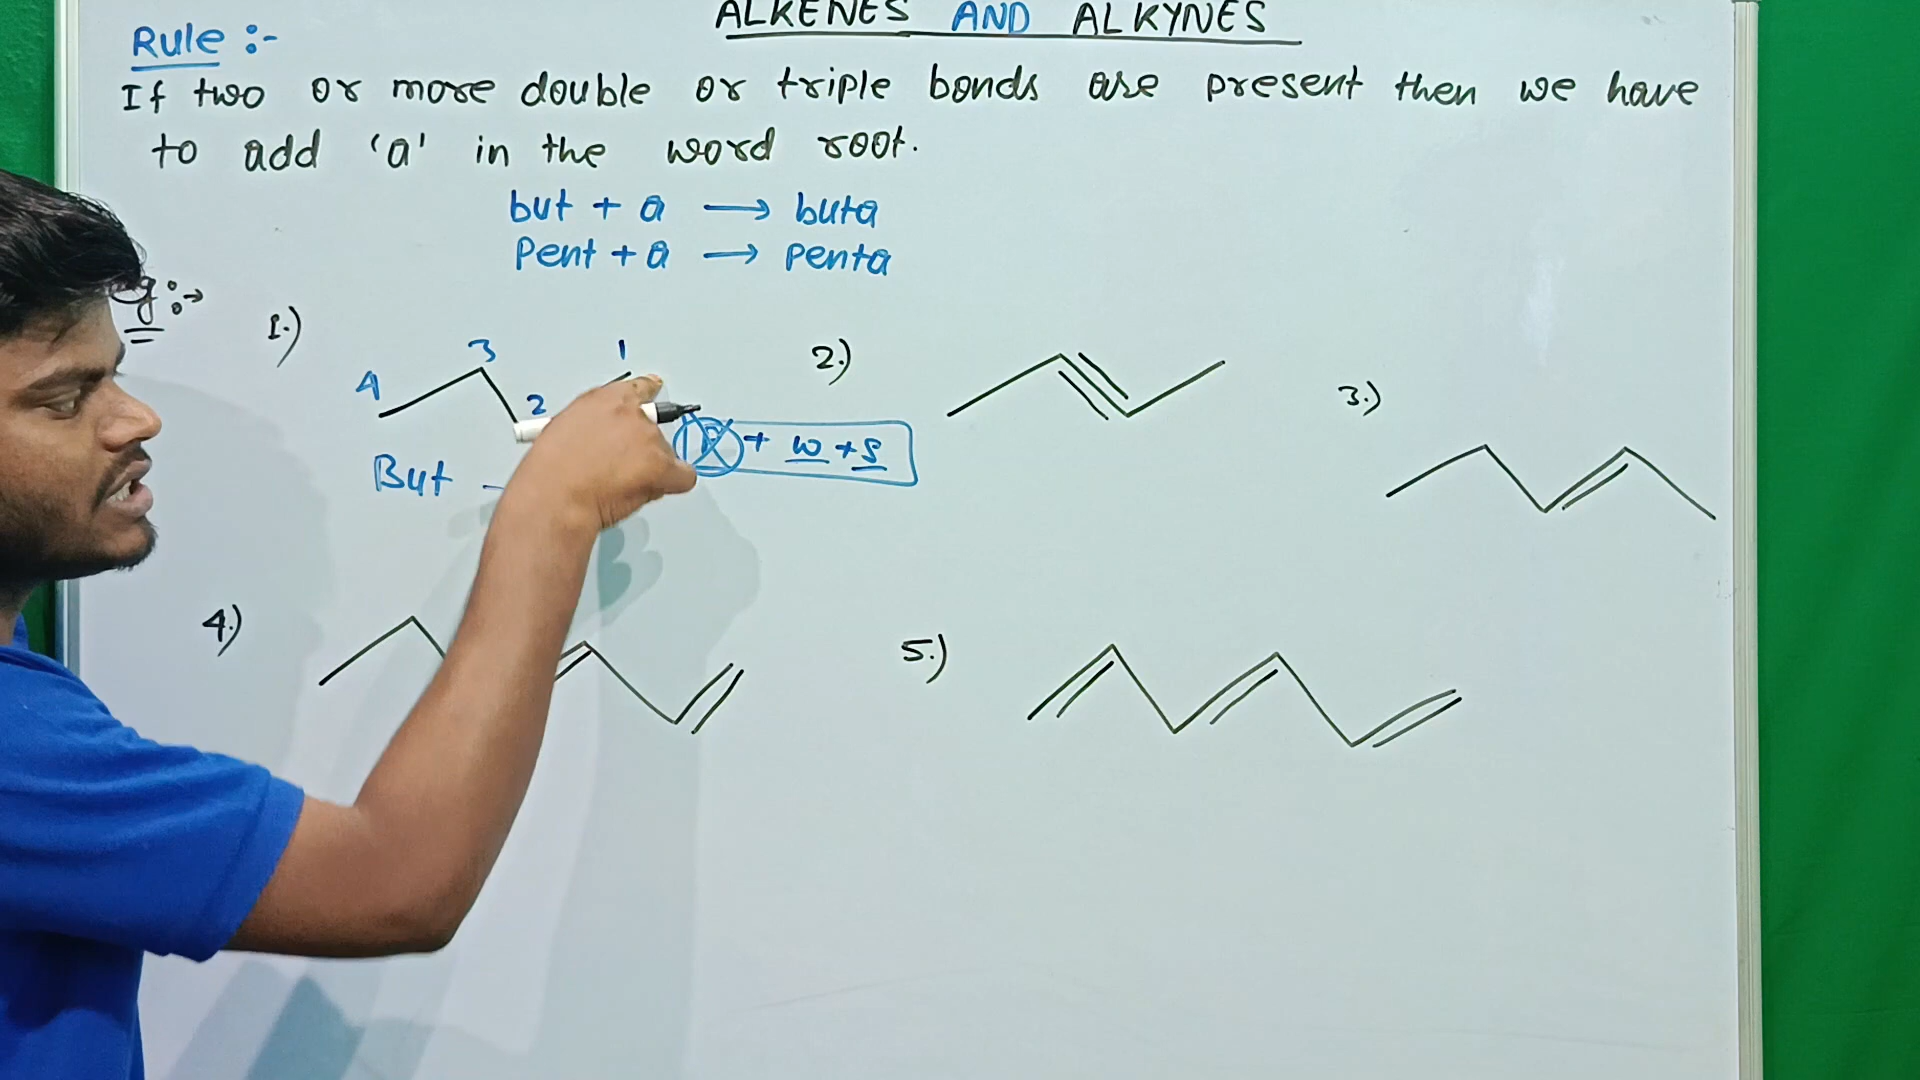 ALKENES AND ALKYNES
Rule :-
If two or more double or triple bonds are present then we have
to add 'a' in the word root.
but + a → buta
Pent + a → penta
1.)
4 3 2 1
But -
+ w + s
2.)
3.)
4.)
5.)